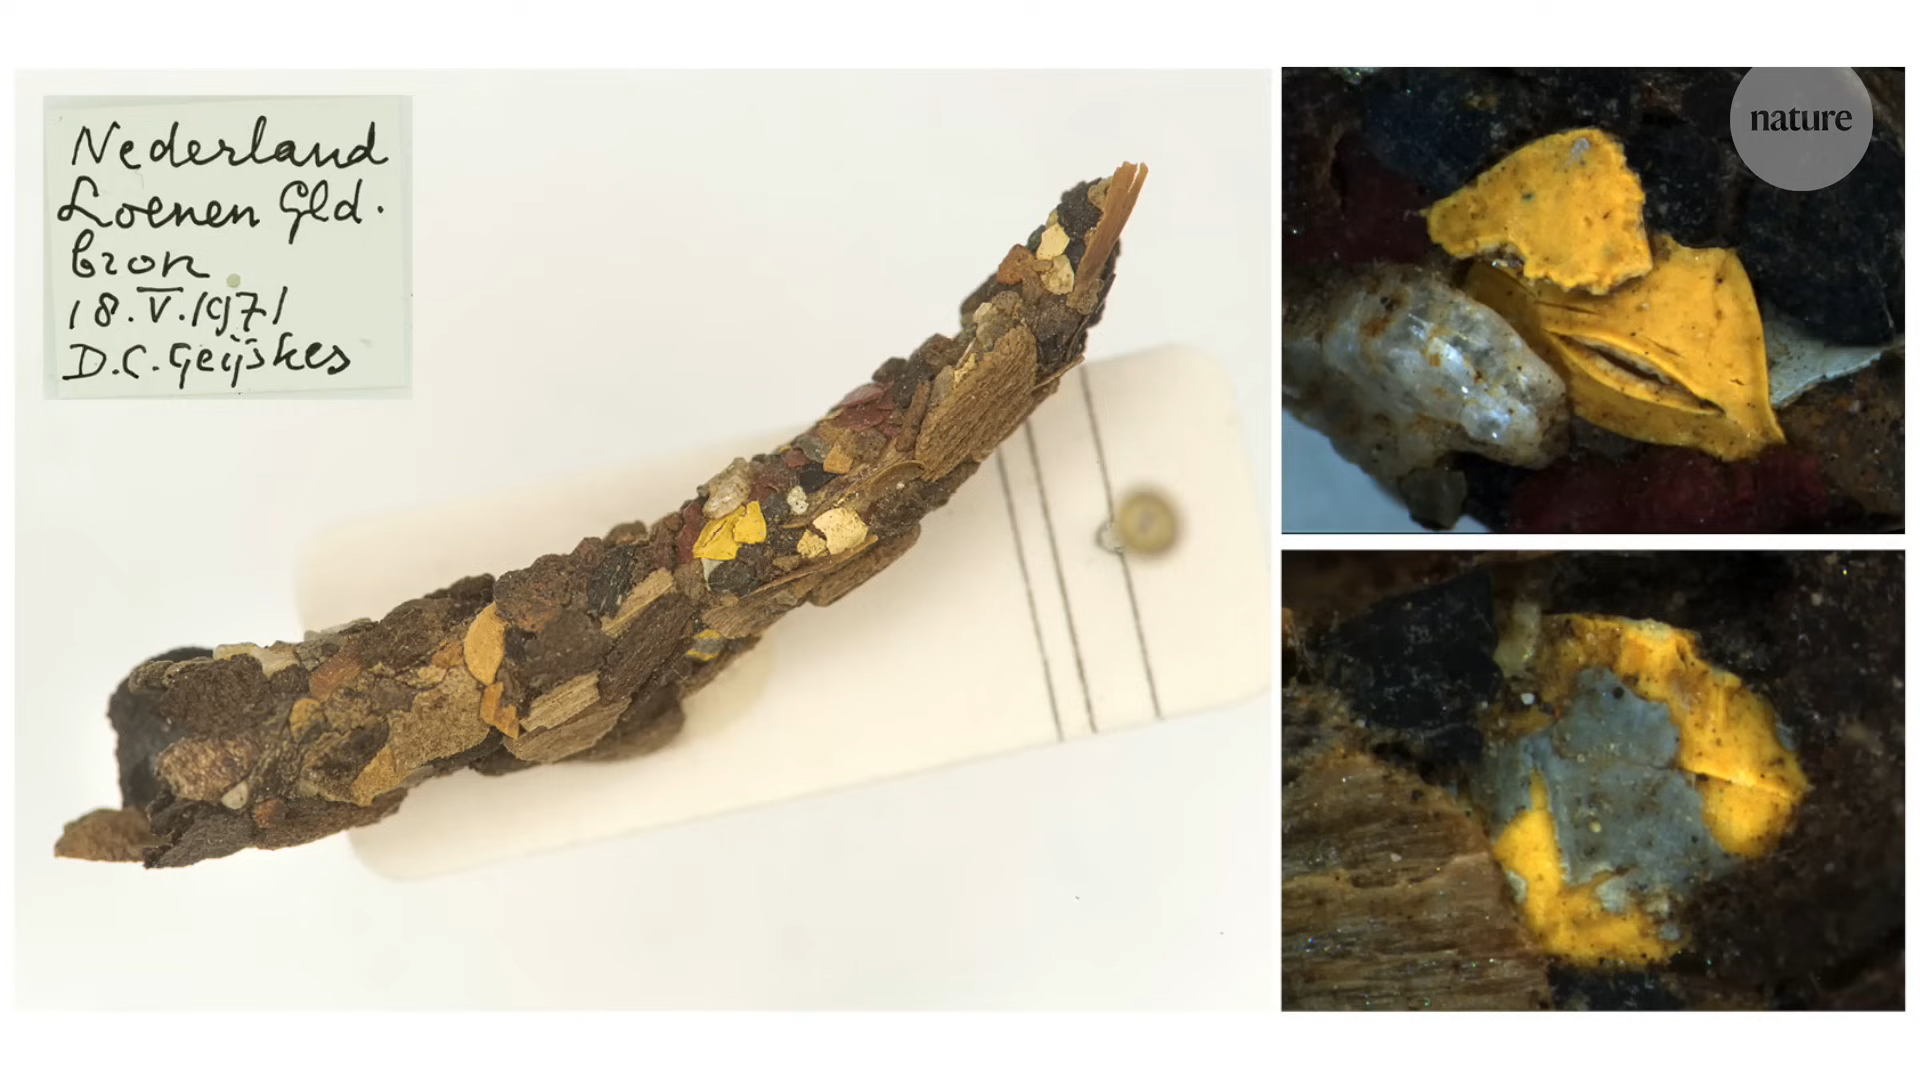 Nederland
Loenen Gld.
bron
18.V.1971
D.C. Geijskes
nature